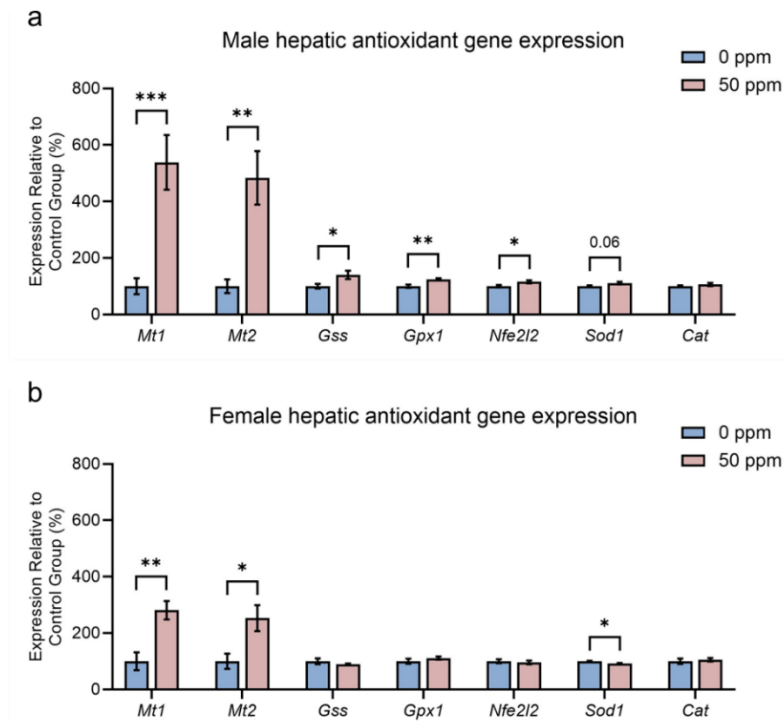 a
Male hepatic antioxidant gene expression
0 ppm
50 ppm
Expression Relative to
Control Group (%)
800
600
400
200
0
***
**
*
**
*
0.06
Mt1
Mt2
Gss
Gpx1
Nfe2l2
Sod1
Cat
b
Female hepatic antioxidant gene expression
0 ppm
50 ppm
Expression Relative to
Control Group (%)
800
600
400
200
0
**
*
*
Mt1
Mt2
Gss
Gpx1
Nfe2l2
Sod1
Cat